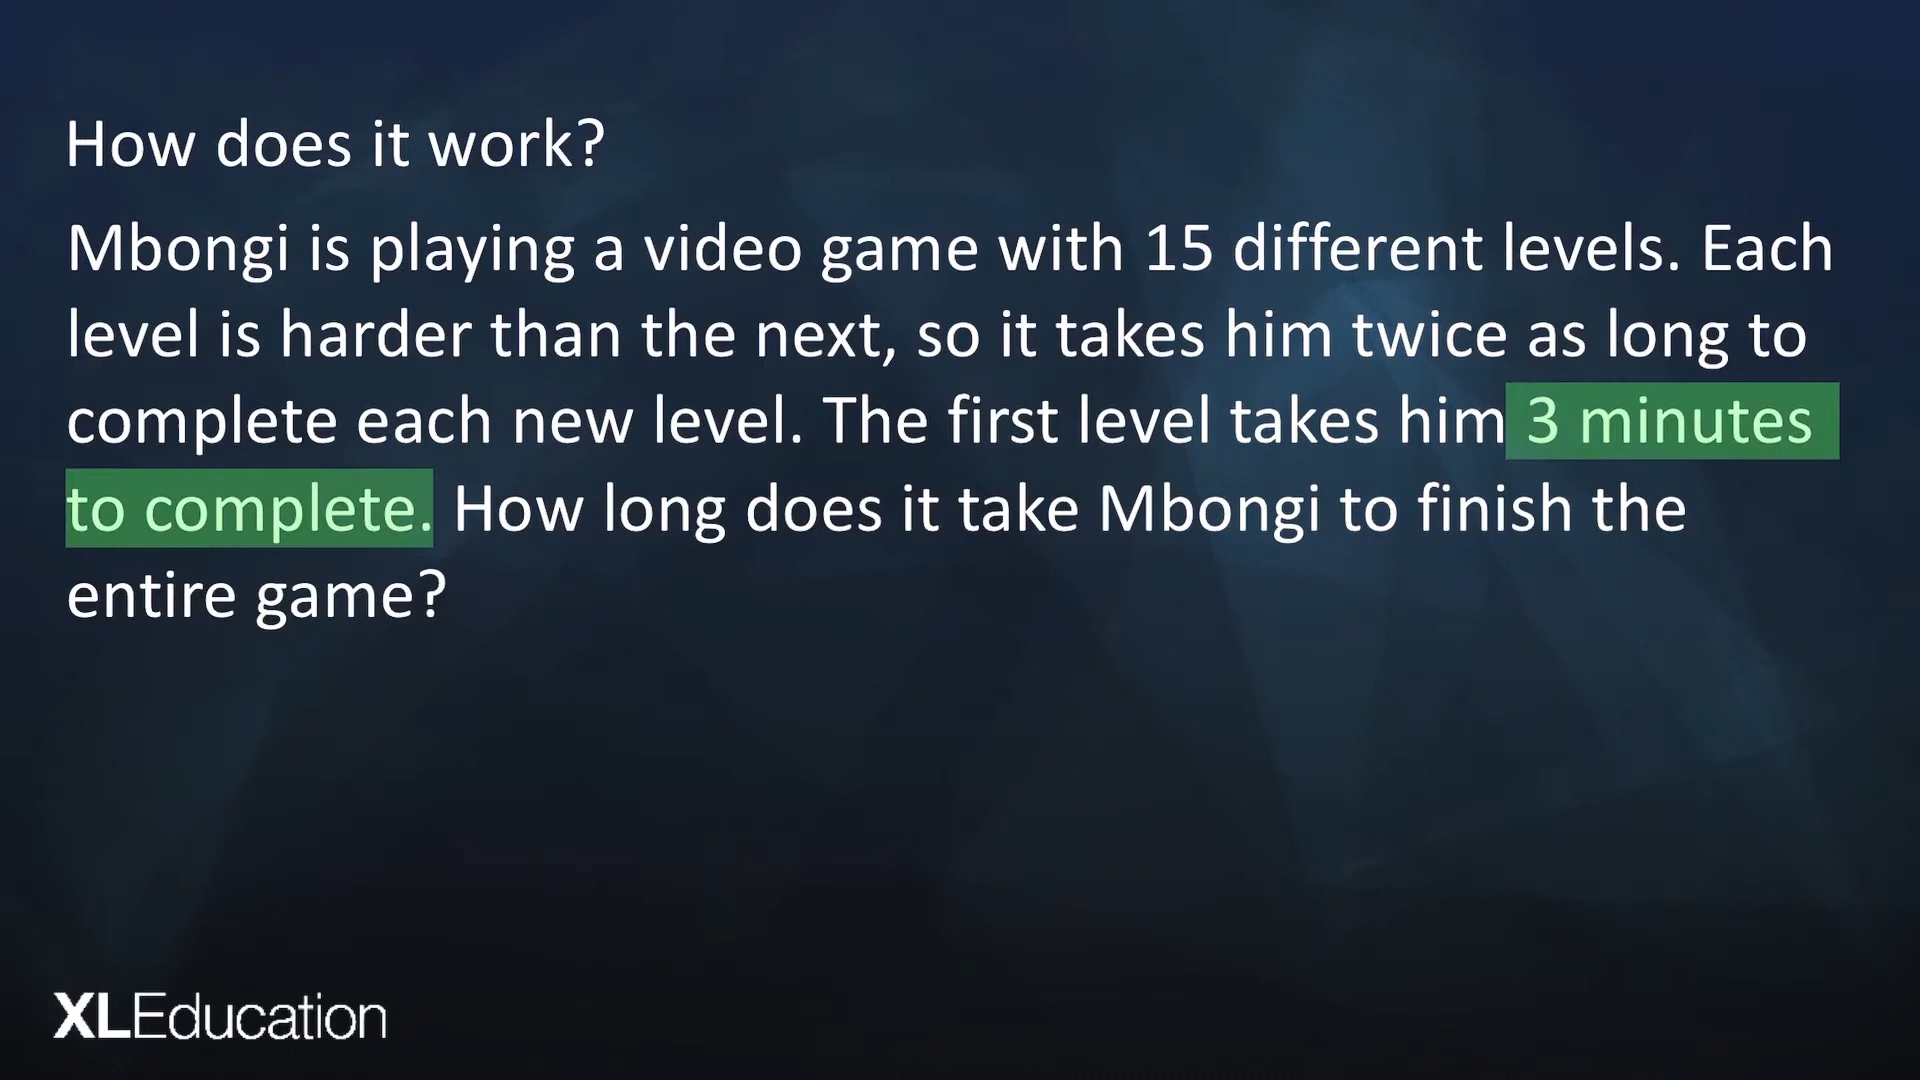 How does it work?
Mbongi is playing a video game with 15 different levels. Each
level is harder than the next, so it takes him twice as long to
complete each new level. The first level takes him 3 minutes
to complete. How long does it take Mbongi to finish the
entire game?
XLEducation